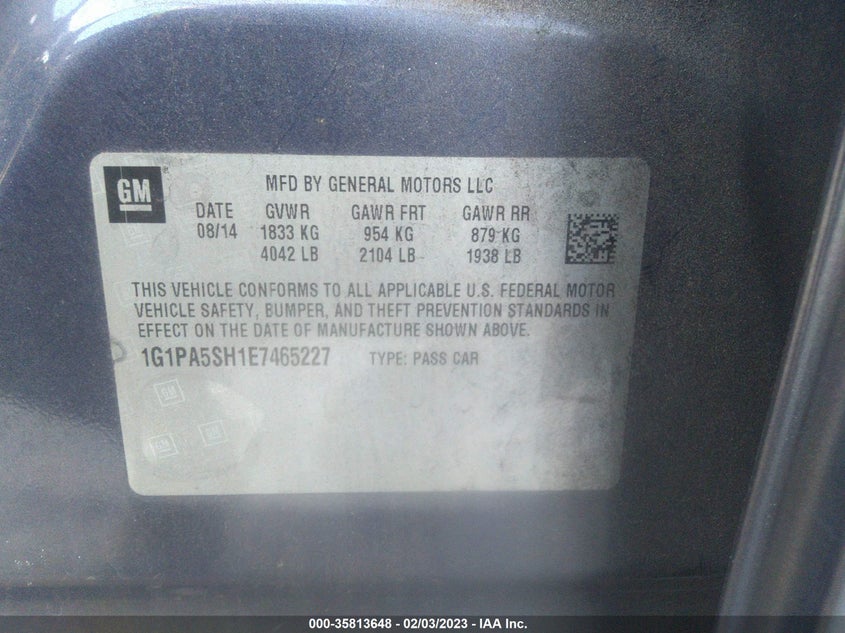 GM
MFD BY GENERAL MOTORS LLC
DATE GVWR GAWR FRT GAWR RR
08/14 1833 KG 954 KG 879 KG
4042 LB 2104 LB 1938 LB
THIS VEHICLE CONFORMS TO ALL APPLICABLE U.S. FEDERAL MOTOR
VEHICLE SAFETY, BUMPER, AND THEFT PREVENTION STANDARDS IN
EFFECT ON THE DATE OF MANUFACTURE SHOWN ABOVE.
1G1PA5SH1E7465227 TYPE: PASS CAR
GM
GM GM
000-35813648 - 02/03/2023 - IAA Inc.